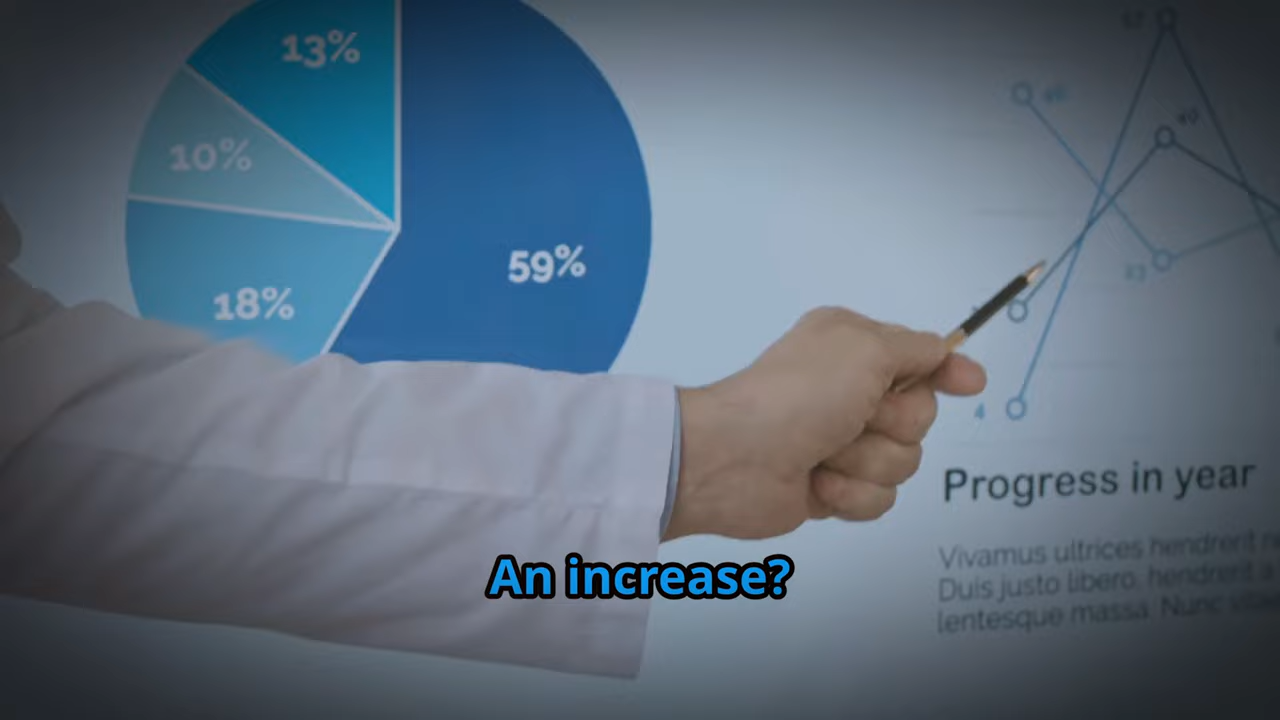 13%
10%
59%
18%
4
Progress in year
Vivamus ultrices hendrerit
Duis justo libero, hendrerit a
lentesque massa. Nunc
An increase?